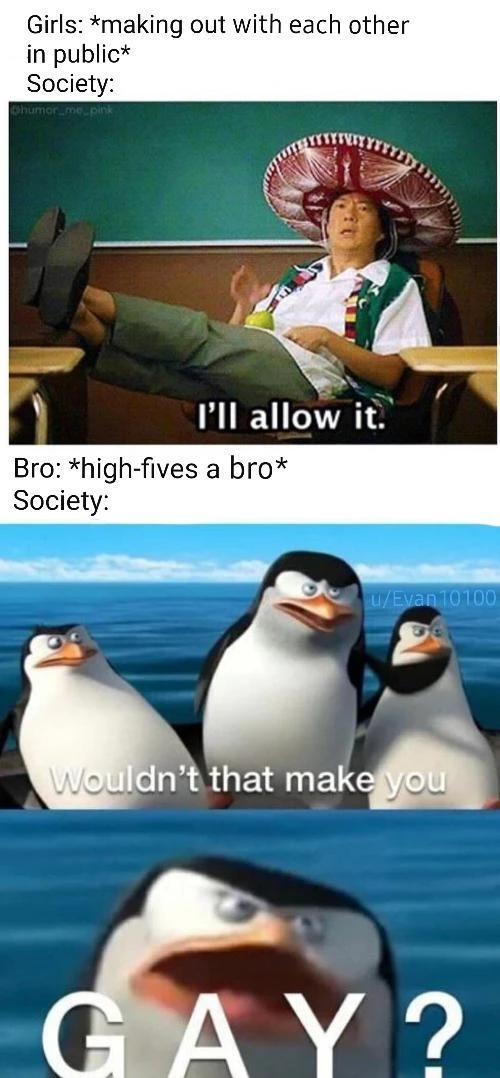 Girls: *making out with each other
in public*
Society:
@humor_me_pink
I'll allow it.
Bro: *high-fives a bro*
Society:
u/Evan10100
Wouldn't that make you
GAY?